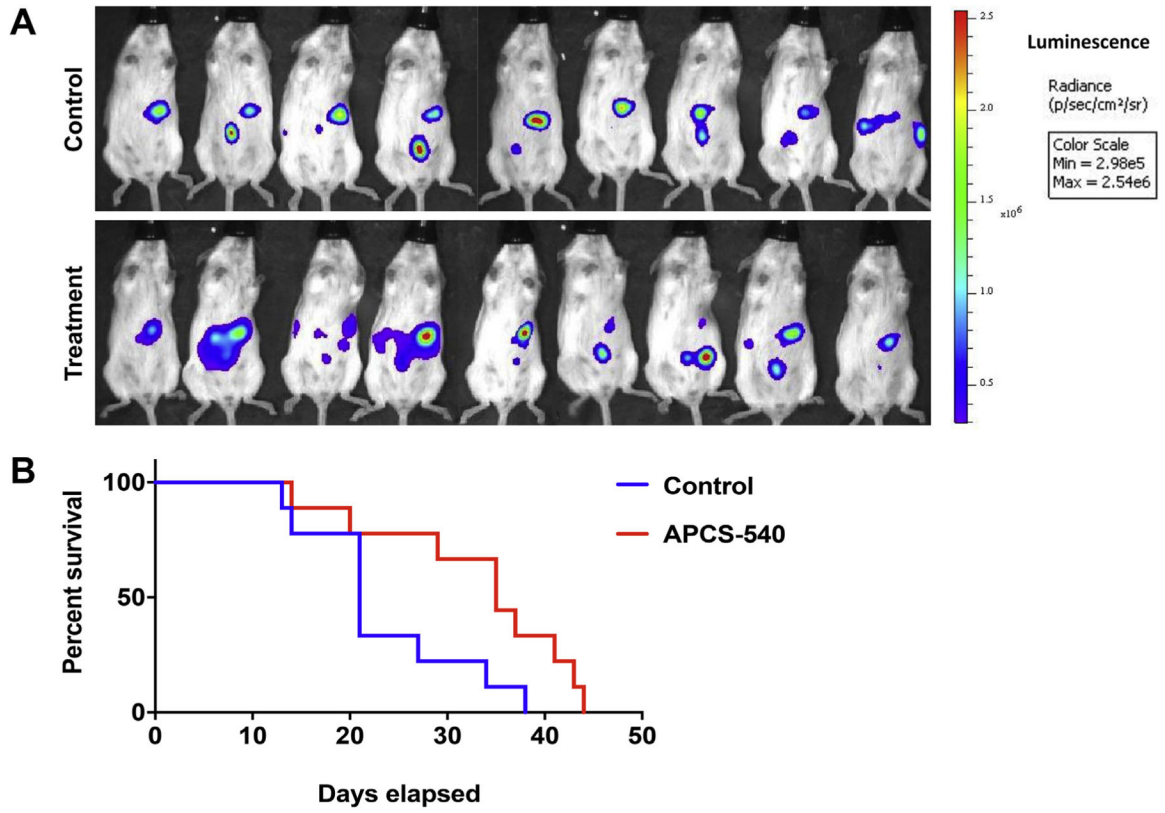 A
Control
Treatment
2.5
2.0
1.5
1.0
0.5
x10⁶
Luminescence
Radiance
(p/sec/cm²/sr)
Color Scale
Min = 2.98e5
Max = 2.54e6
B
Percent survival
100
50
0
0 10 20 30 40 50
Days elapsed
Control
APCS-540